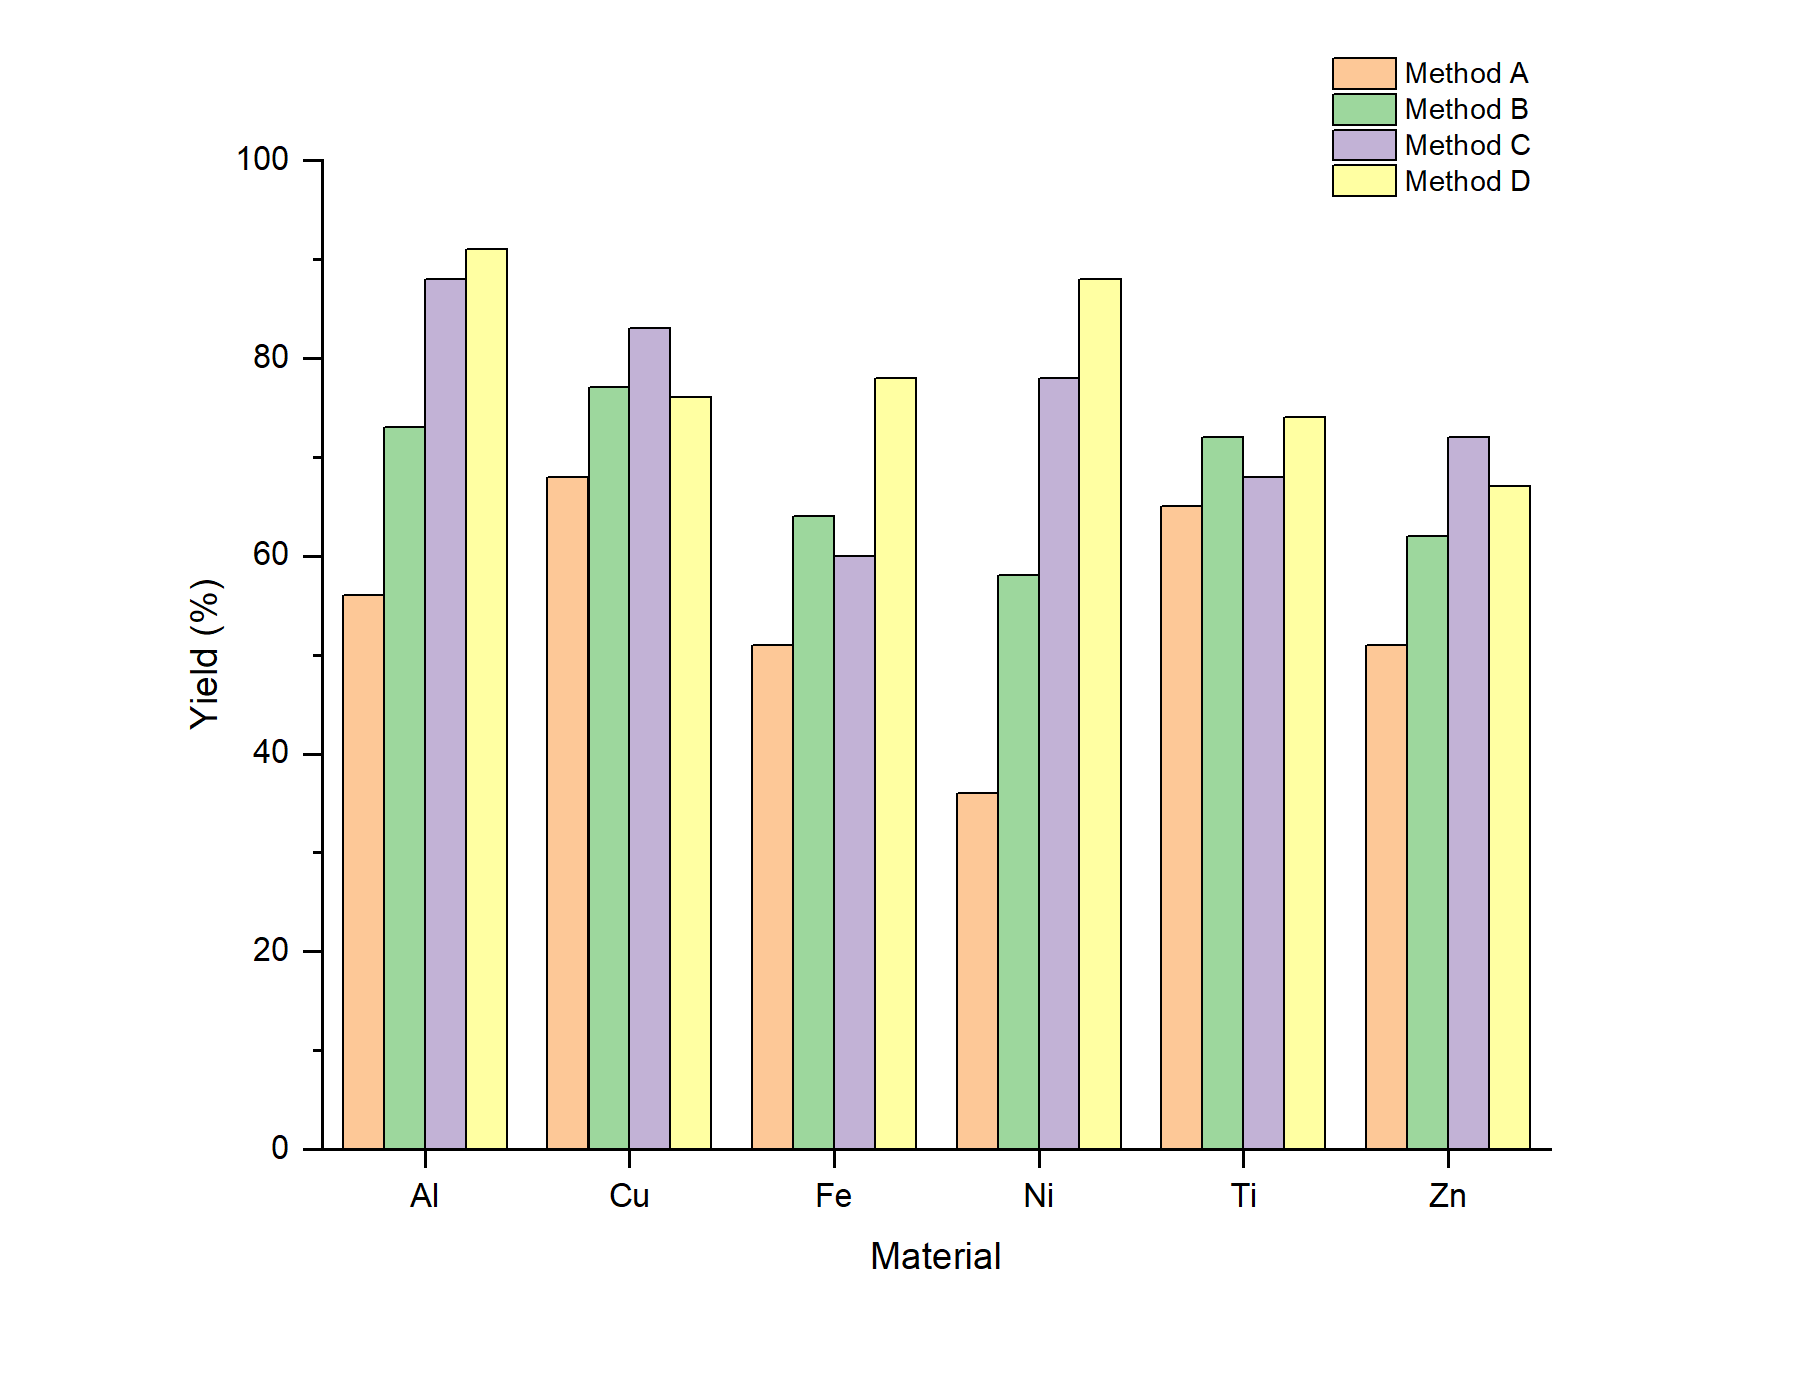 Method A
Method B
Method C
Method D
100
80
60
40
20
0
Yield (%)
Al Cu Fe Ni Ti Zn
Material